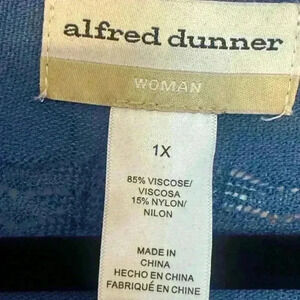 alfred dunner
WOMAN
1X
85% VISCOSE/
VISCOSA
15% NYLON/
NILON
MADE IN
CHINA
HECHO EN CHINA
FABRIQUÉ EN CHINE